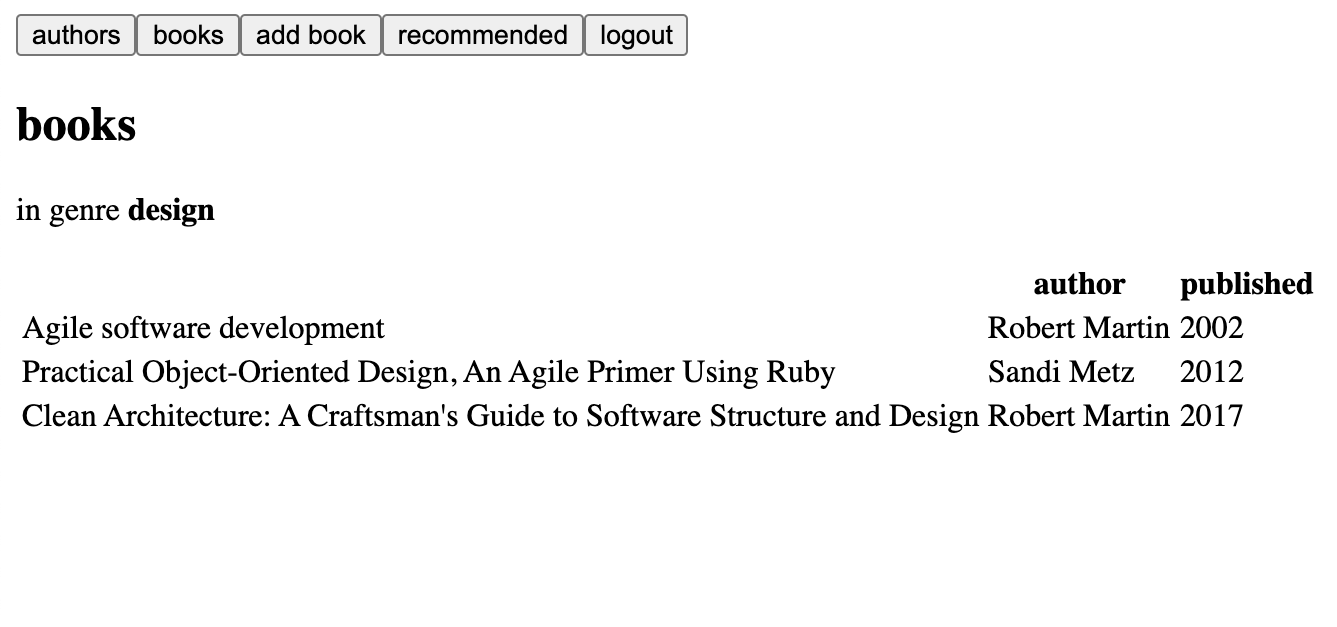 authors books add book recommended logout
books
in genre design
author published
Agile software development Robert Martin 2002
Practical Object-Oriented Design, An Agile Primer Using Ruby Sandi Metz 2012
Clean Architecture: A Craftsman's Guide to Software Structure and Design Robert Martin 2017